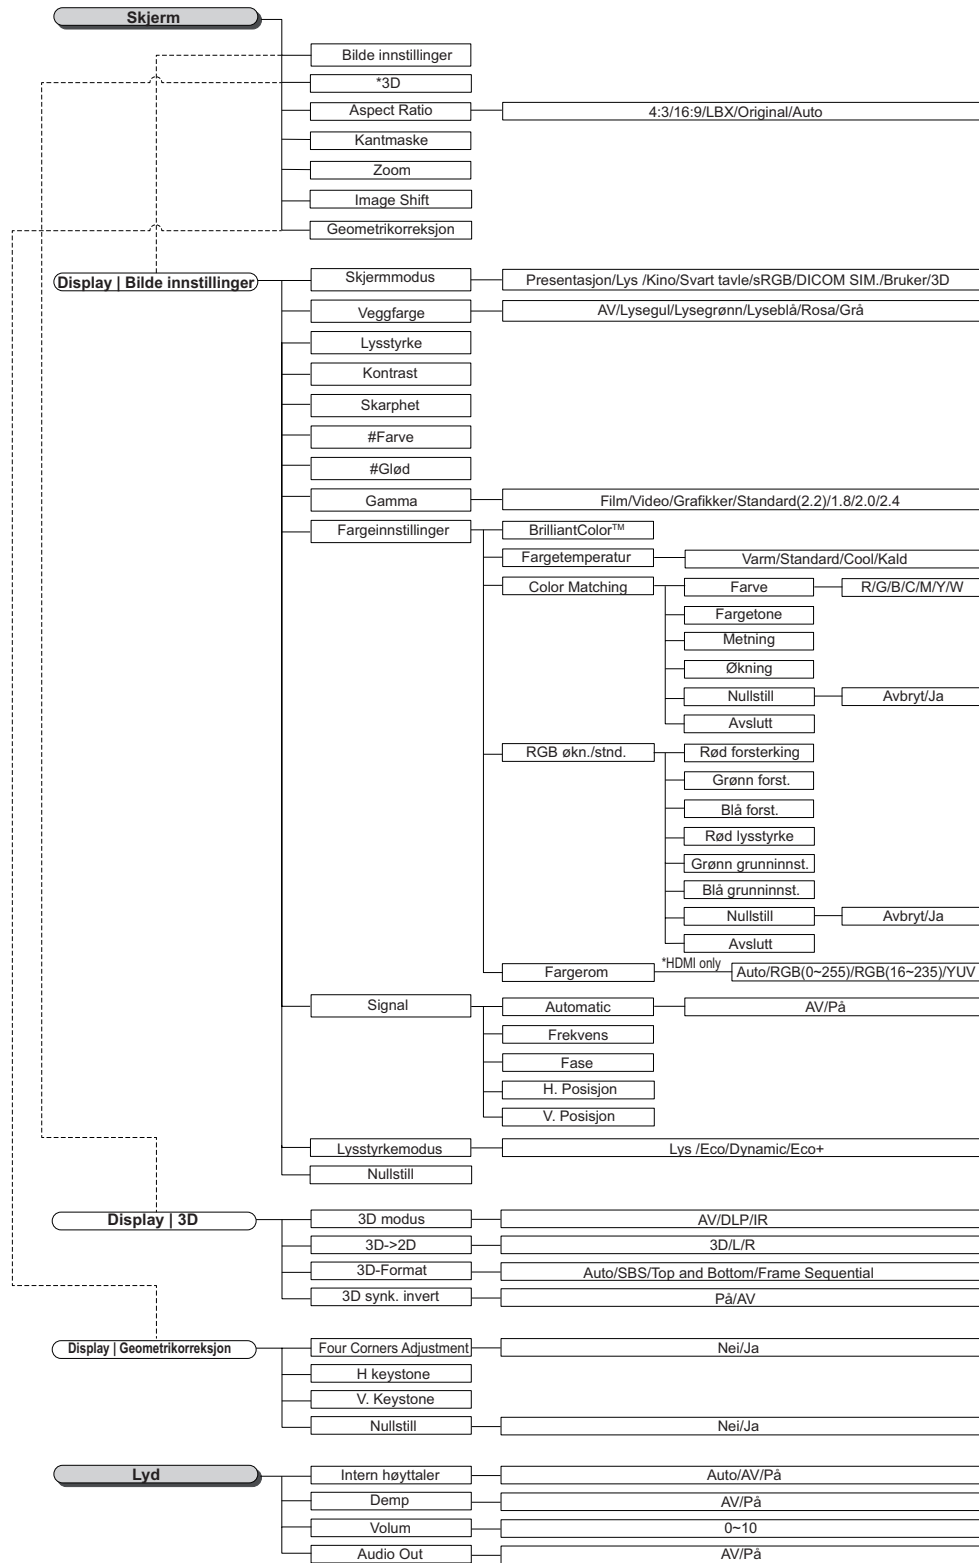 Skjerm
Bilde innstillinger
*3D
Aspect Ratio 4:3/16:9/LBX/Original/Auto
Kantmaske
Zoom
Image Shift
Geometrikorreksjon
Display | Bilde innstillinger Skjermmodus Presentasjon/Lys /Kino/Svart tavle/sRGB/DICOM SIM./Bruker/3D
Veggfarge AV/Lysegul/Lysegrønn/Lyseblå/Rosa/Grå
Lysstyrke
Kontrast
Skarphet
#Farve
#Glød
Gamma Film/Video/Grafikker/Standard(2.2)/1.8/2.0/2.4
Fargeinnstillinger BrilliantColor™
Fargetemperatur Varm/Standard/Cool/Kald
Color Matching Farve R/G/B/C/M/Y/W
Fargetone
Metning
Økning
Nullstill Avbryt/Ja
Avslutt
RGB økn./stnd. Rød forsterking
Grønn forst.
Blå forst.
Rød lysstyrke
Grønn grunninnst.
Blå grunninnst.
Nullstill Avbryt/Ja
Avslutt
Fargerom *HDMI only Auto/RGB(0~255)/RGB(16~235)/YUV
Signal Automatic AV/På
Frekvens
Fase
H. Posisjon
V. Posisjon
Lysstyrkemodus Lys /Eco/Dynamic/Eco+
Nullstill
Display | 3D 3D modus AV/DLP/IR
3D->2D 3D/L/R
3D-Format Auto/SBS/Top and Bottom/Frame Sequential
3D synk. invert På/AV
Display | Geometrikorreksjon Four Corners Adjustment Nei/Ja
H keystone
V. Keystone
Nullstill Nei/Ja
Lyd Intern høyttaler Auto/AV/På
Demp AV/På
Volum 0~10
Audio Out AV/På